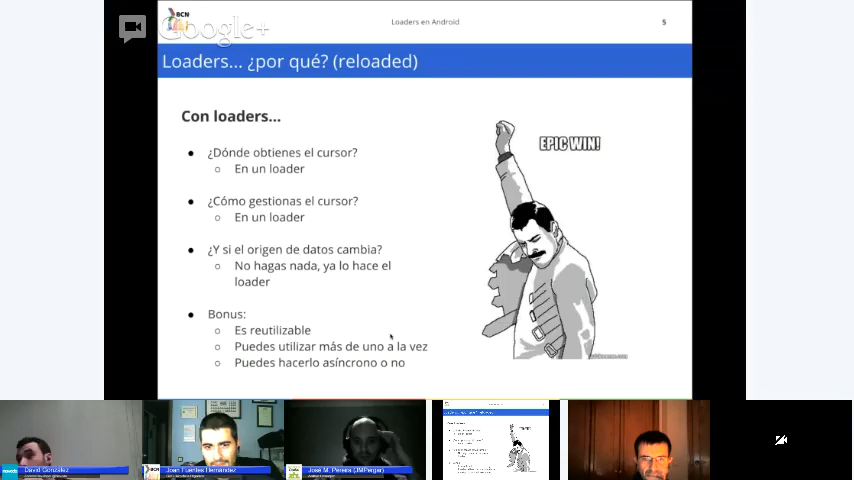 BCN
Google+
Loaders en Android
5
Loaders... ¿por qué? (reloaded)
Con loaders...
EPIC WIN!
● ¿Dónde obtienes el cursor?
○ En un loader
● ¿Cómo gestionas el cursor?
○ En un loader
● ¿Y si el origen de datos cambia?
○ No hagas nada, ya lo hace el
loader
● Bonus:
○ Es reutilizable
○ Puedes utilizar más de uno a la vez
○ Puedes hacerlo asíncrono o no
David González
Joan Fuentes Hernández
José M. Pereira (JMPergar)